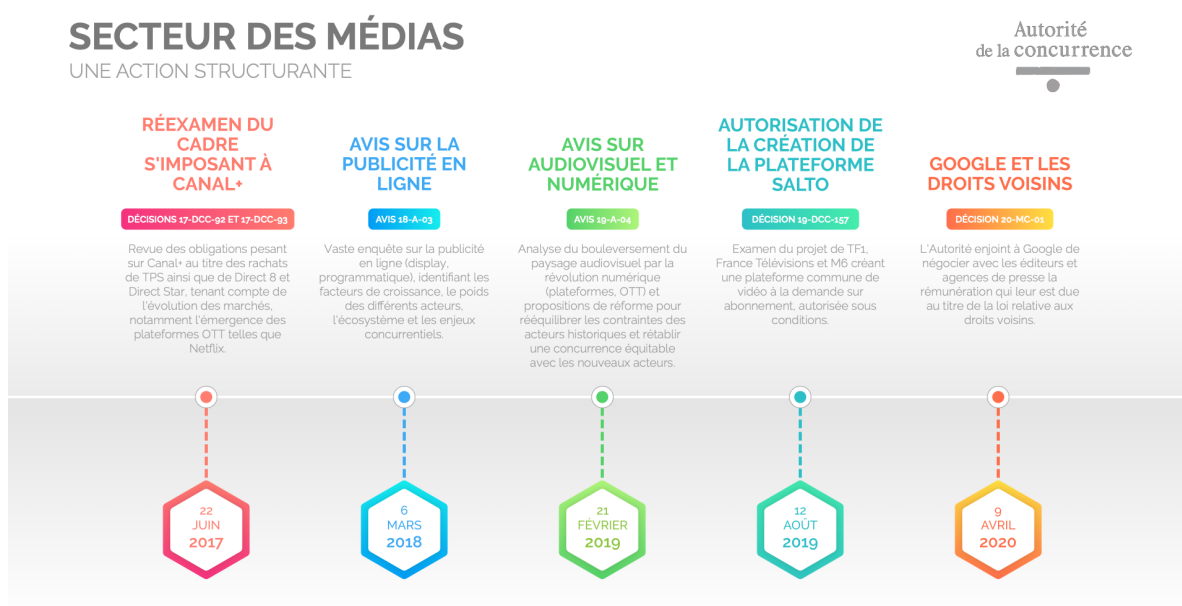 SECTEUR DES MÉDIAS
UNE ACTION STRUCTURANTE
Autorité
de la concurrence
RÉEXAMEN DU
CADRE
S'IMPOSANT À
CANAL+
DÉCISIONS 17-DCC-92 ET 17-DCC-93
Revue des obligations pesant
sur Canal+ au titre des rachats
de TPS ainsi que de Direct 8 et
Direct Star, tenant compte de
l'évolution des marchés,
notamment l'émergence des
plateformes OTT telles que
Netflix.
22
JUIN
2017
AVIS SUR LA
PUBLICITÉ EN
LIGNE
AVIS 18-A-03
Vaste enquête sur la publicité
en ligne (display,
programmatique), identifiant les
facteurs de croissance, le poids
des différents acteurs,
l'écosystème et les enjeux
concurrentiels.
6
MARS
2018
AVIS SUR
AUDIOVISUEL ET
NUMÉRIQUE
AVIS 19-A-04
Analyse du bouleversement du
paysage audiovisuel par la
révolution numérique
(plateformes, OTT) et
propositions de réforme pour
rééquilibrer les contraintes des
acteurs historiques et rétablir
une concurrence équitable
avec les nouveaux acteurs.
21
FÉVRIER
2019
AUTORISATION DE
LA CRÉATION DE
LA PLATEFORME
SALTO
DÉCISION 19-DCC-157
Examen du projet de TF1,
France Télévisions et M6 créant
une plateforme commune de
vidéo à la demande sur
abonnement, autorisée sous
conditions.
12
AOÛT
2019
GOOGLE ET LES
DROITS VOISINS
DÉCISION 20-MC-01
L'Autorité enjoint à Google de
négocier avec les éditeurs et
agences de presse la
rémunération qui leur est due
au titre de la loi relative aux
droits voisins.
9
AVRIL
2020